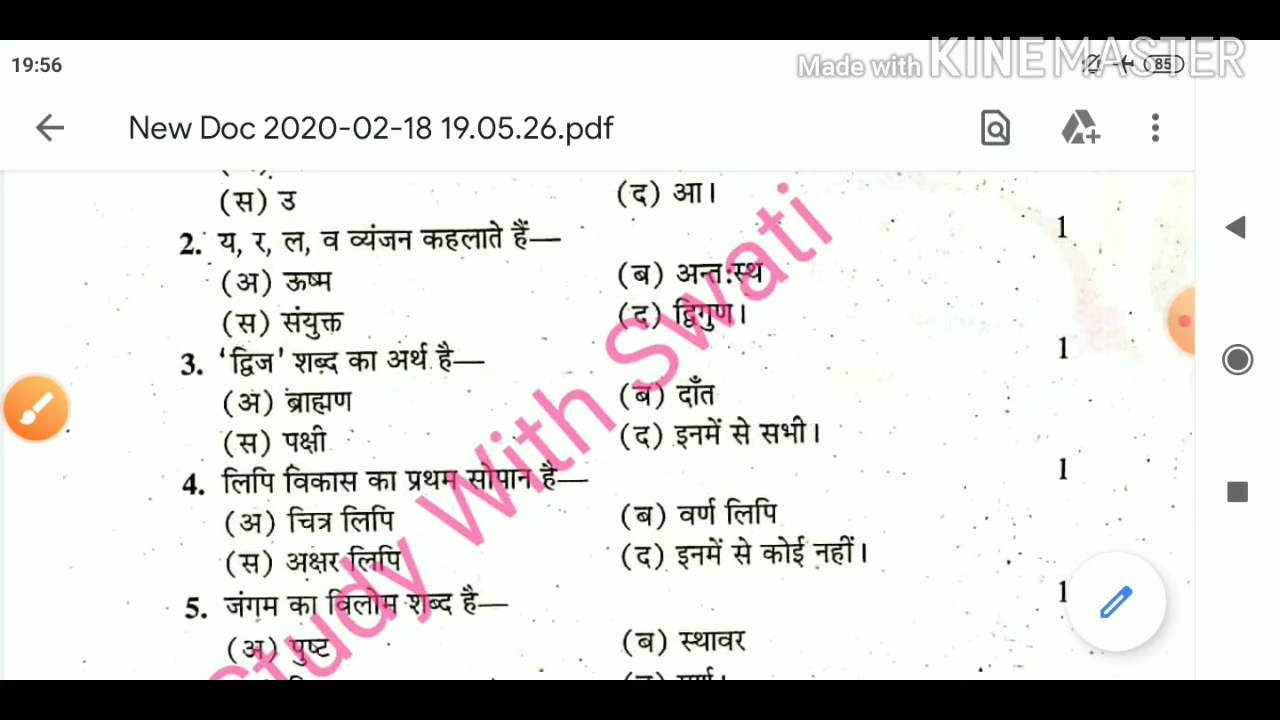 Made with KINEMASTER
19:56
85
New Doc 2020-02-18 19.05.26.pdf
(स) उ (द) आ।
2. य, र, ल, व व्यंजन कहलाते हैं— 1
(अ) ऊष्म (ब) अन्तःस्थ
(स) संयुक्त (द) द्विगुण।
3. 'द्विज' शब्द का अर्थ है— 1
(अ) ब्राह्मण (ब) दाँत
(स) पक्षी (द) इनमें से सभी।
4. लिपि विकास का प्रथम सोपान है— 1
(अ) चित्र लिपि (ब) वर्ण लिपि
(स) अक्षर लिपि (द) इनमें से कोई नहीं।
5. जंगम का विलोम शब्द है— 1
(अ) पुष्ट (ब) स्थावर
Study With Swati